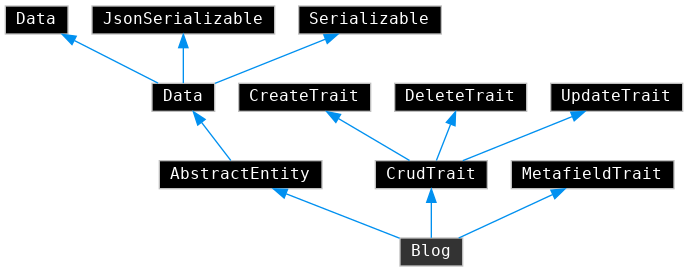 Data
JsonSerializable
Serializable
Data
CreateTrait
DeleteTrait
UpdateTrait
AbstractEntity
CrudTrait
MetafieldTrait
Blog